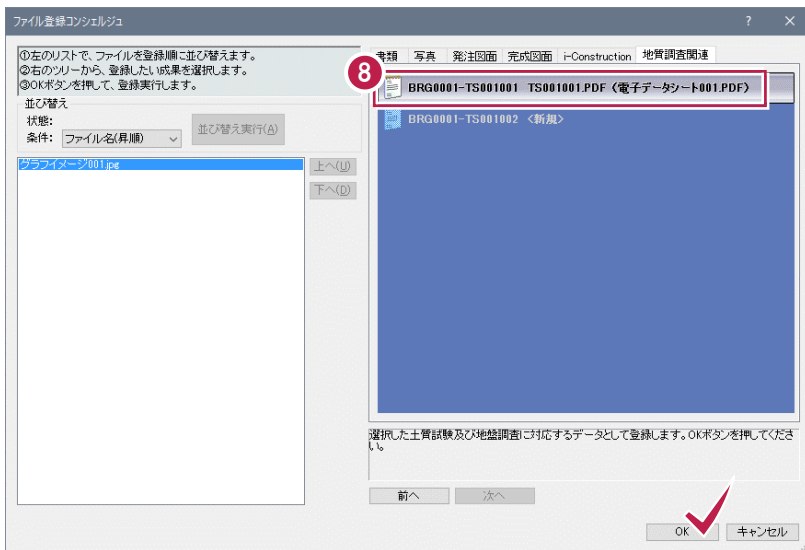 ファイル登録コンシェルジュ
①左のリストで、ファイルを登録順に並び替えます。
②右のツリーから、登録したい成果を選択します。
③OKボタンを押して、登録実行します。
並び替え
状態:
条件: ファイル名(昇順)
並び替え実行(A)
グラフイメージ001.jpg
上へ(U)
下へ(D)
書類 写真 発注図面 完成図面 i-Construction 地質調査関連
8
BRG0001-TS001001 TS001001.PDF〈電子データシート001.PDF〉
BRG0001-TS001002 〈新規〉
選択した土質試験及び地盤調査に対応するデータとして登録します。OKボタンを押してくださ
い。
前へ 次へ
OK キャンセル